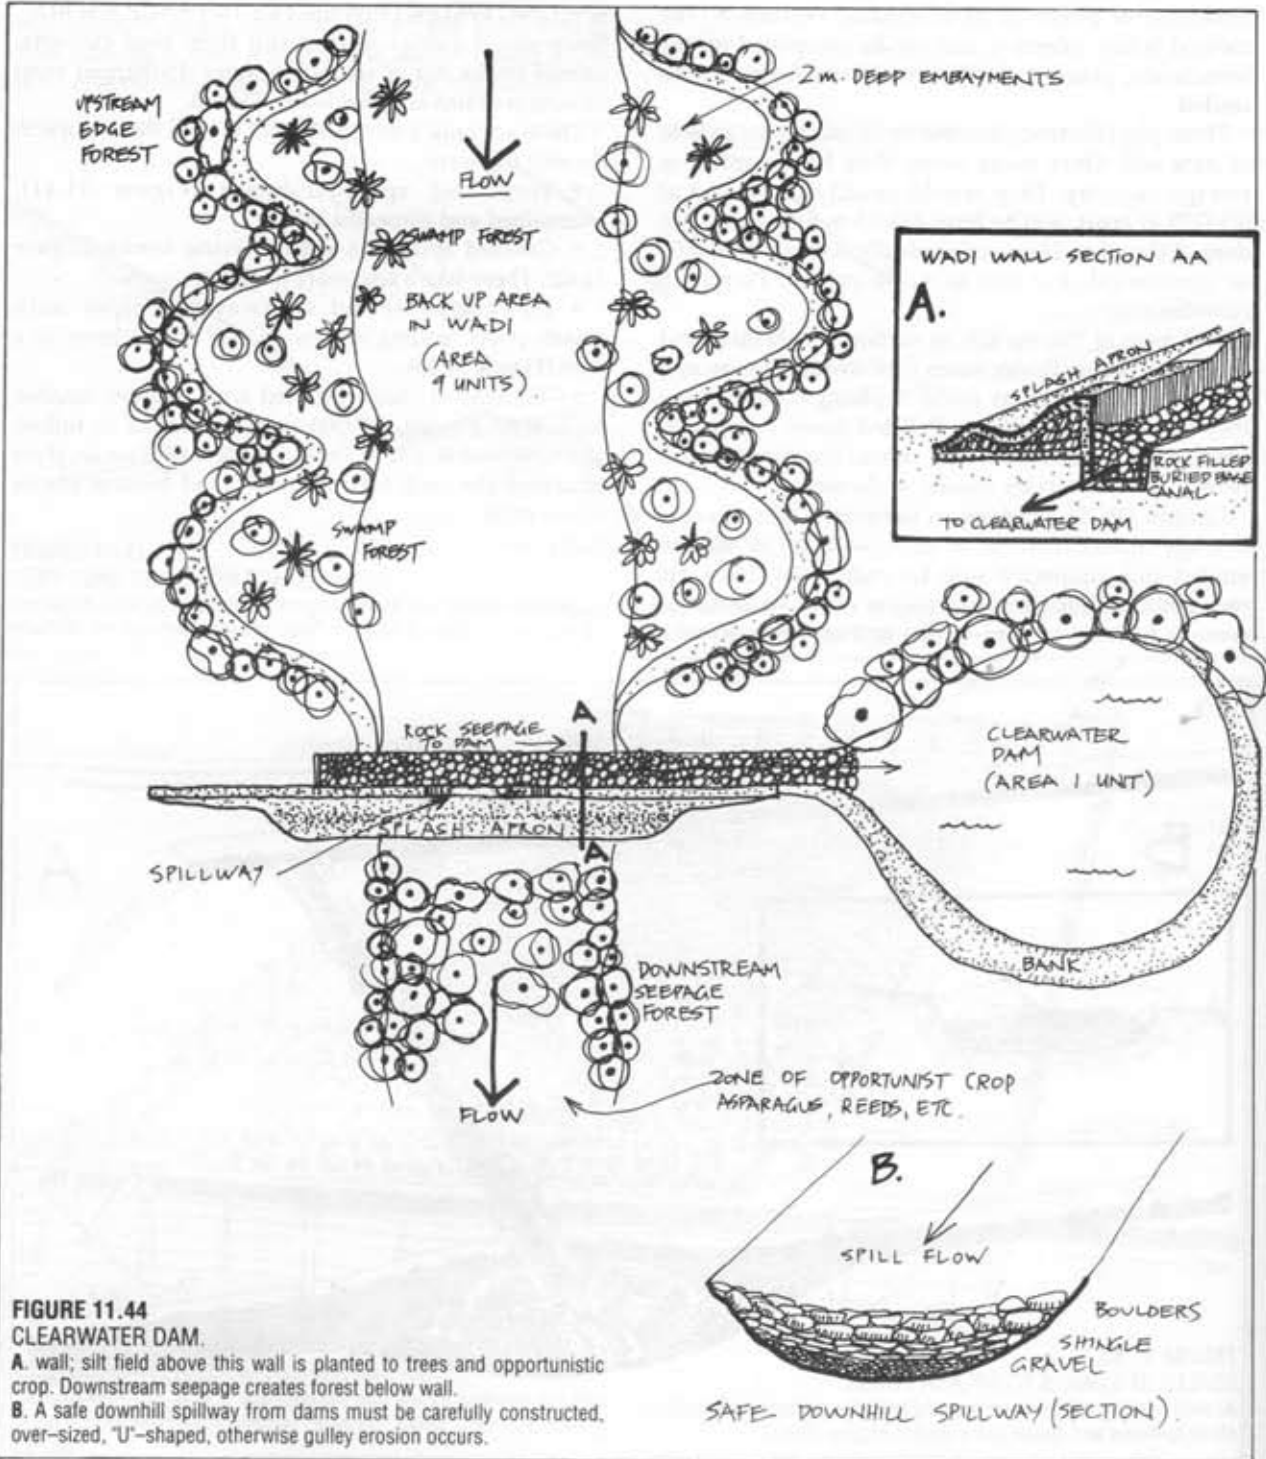 UPSTREAM
EDGE
FOREST
FLOW
2 m. DEEP EMBAYMENTS
SWAMP FOREST
BACK UP AREA
IN WADI
(AREA
9 UNITS)
SWAMP
FOREST
WADI WALL SECTION AA
A.
SPLASH APRON
ROCK FILLED
BURIED BASE
CANAL.
TO CLEARWATER DAM
ROCK SEEPAGE
TO DAM
A
CLEARWATER
DAM
(AREA 1 UNIT)
SPLASH APRON
A
SPILLWAY
BANK
DOWNSTREAM
SEEPAGE
FOREST
FLOW
ZONE OF OPPORTUNIST CROP
ASPARAGUS, REEDS, ETC.
B.
SPILL FLOW
BOULDERS
SHINGLE
GRAVEL
SAFE DOWNHILL SPILLWAY (SECTION).
FIGURE 11.44
CLEARWATER DAM.
A. wall; silt field above this wall is planted to trees and opportunistic
crop. Downstream seepage creates forest below wall.
B. A safe downhill spillway from dams must be carefully constructed,
over–sized, "U"–shaped, otherwise gulley erosion occurs.